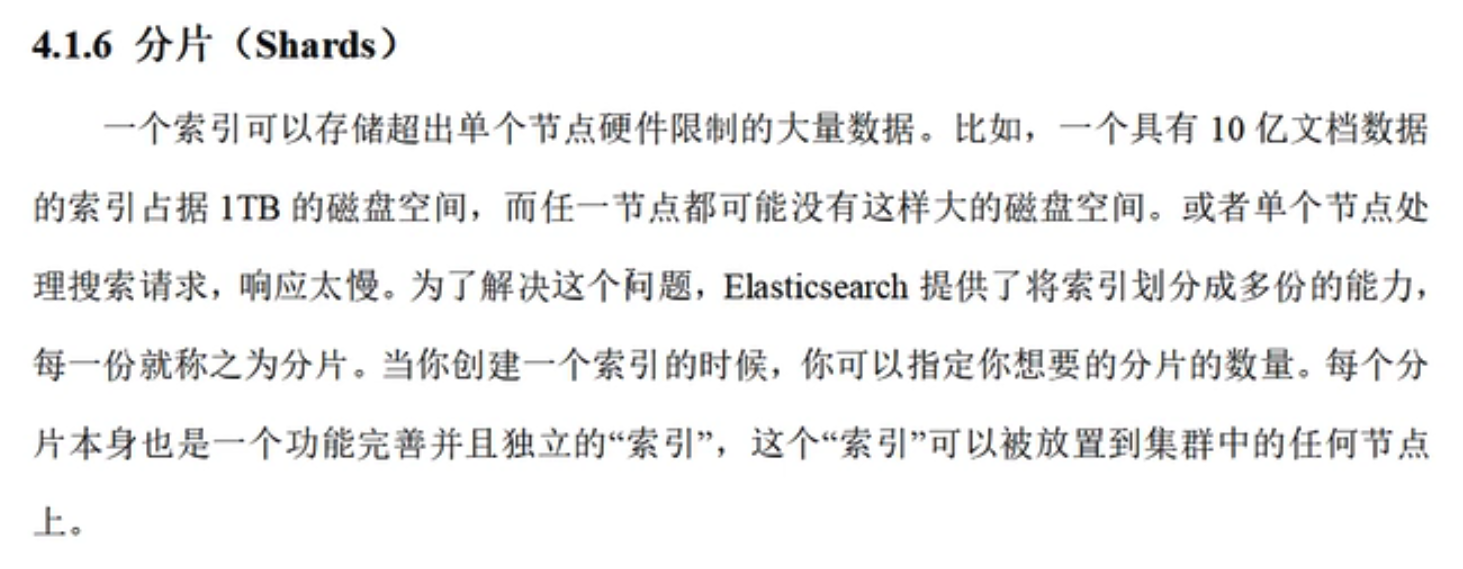 4.1.6 分片（Shards）
一个索引可以存储超出单个节点硬件限制的大量数据。比如，一个具有 10 亿文档数据
的索引占据 1TB 的磁盘空间，而任一节点都可能没有这样大的磁盘空间。或者单个节点处
理搜索请求，响应太慢。为了解决这个问题，Elasticsearch 提供了将索引划分成多份的能力，
每一份就称之为分片。当你创建一个索引的时候，你可以指定你想要的分片的数量。每个分
片本身也是一个功能完善并且独立的“索引”，这个“索引”可以被放置到集群中的任何节点
上。